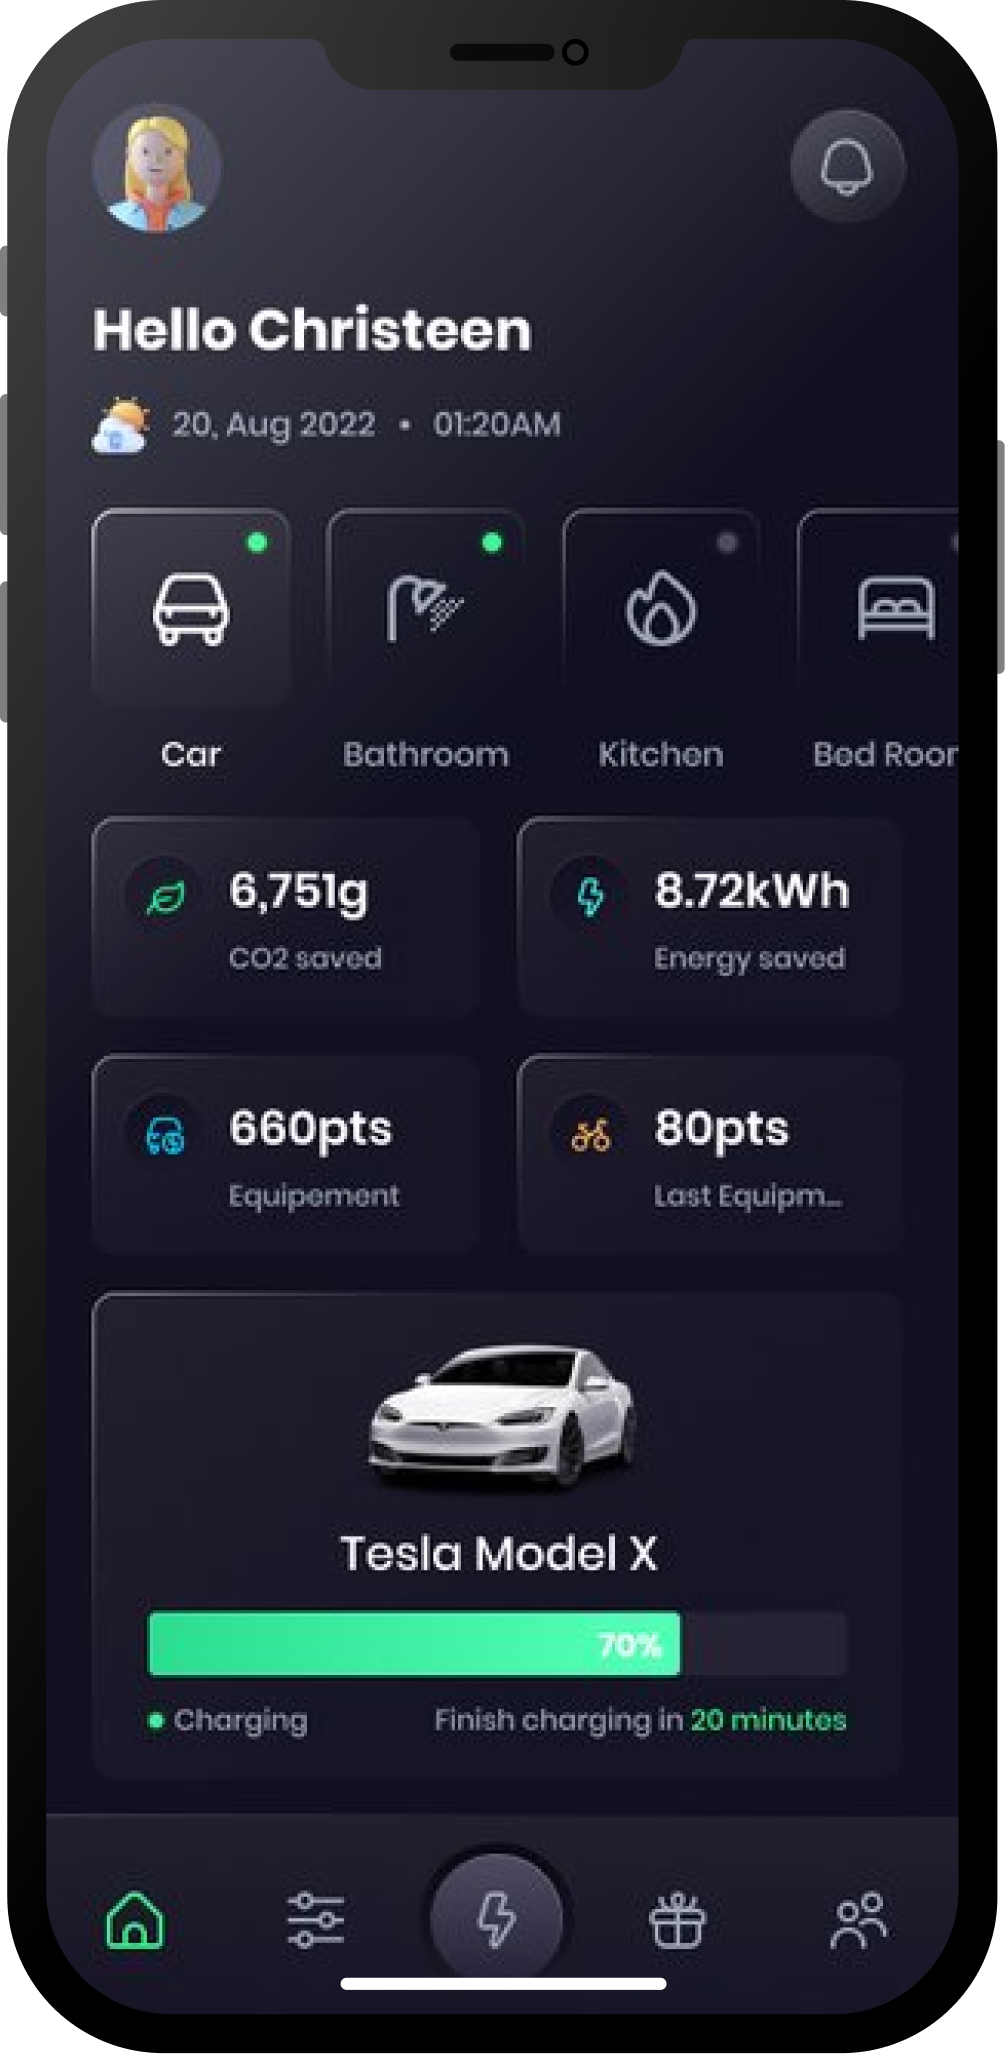 Hello Christeen
20, Aug 2022 • 01:20AM
Car Bathroom Kitchen Bed Roor
6,751g 8.72kWh
CO2 saved Energy saved
660pts 80pts
Equipement Last Equipm...
Tesla Model X
70%
Charging Finish charging in 20 minutes